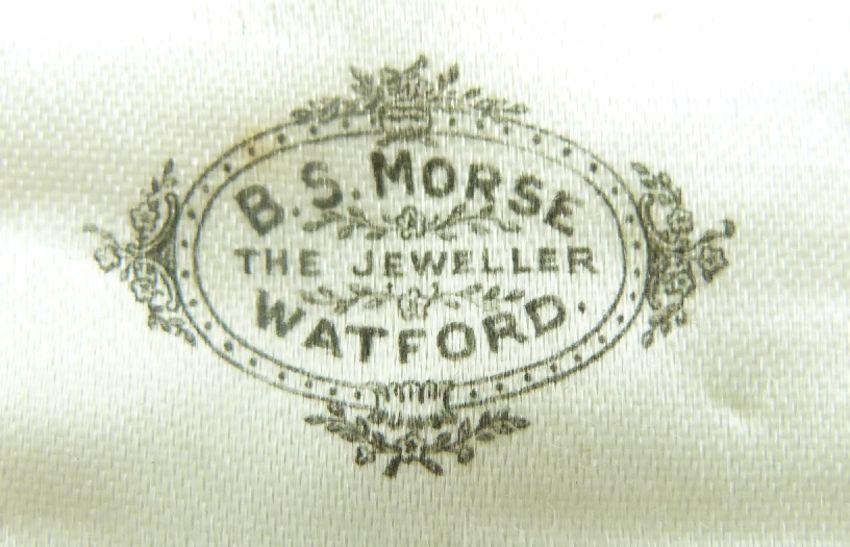 B.S. MORSE
THE JEWELLER
WATFORD.